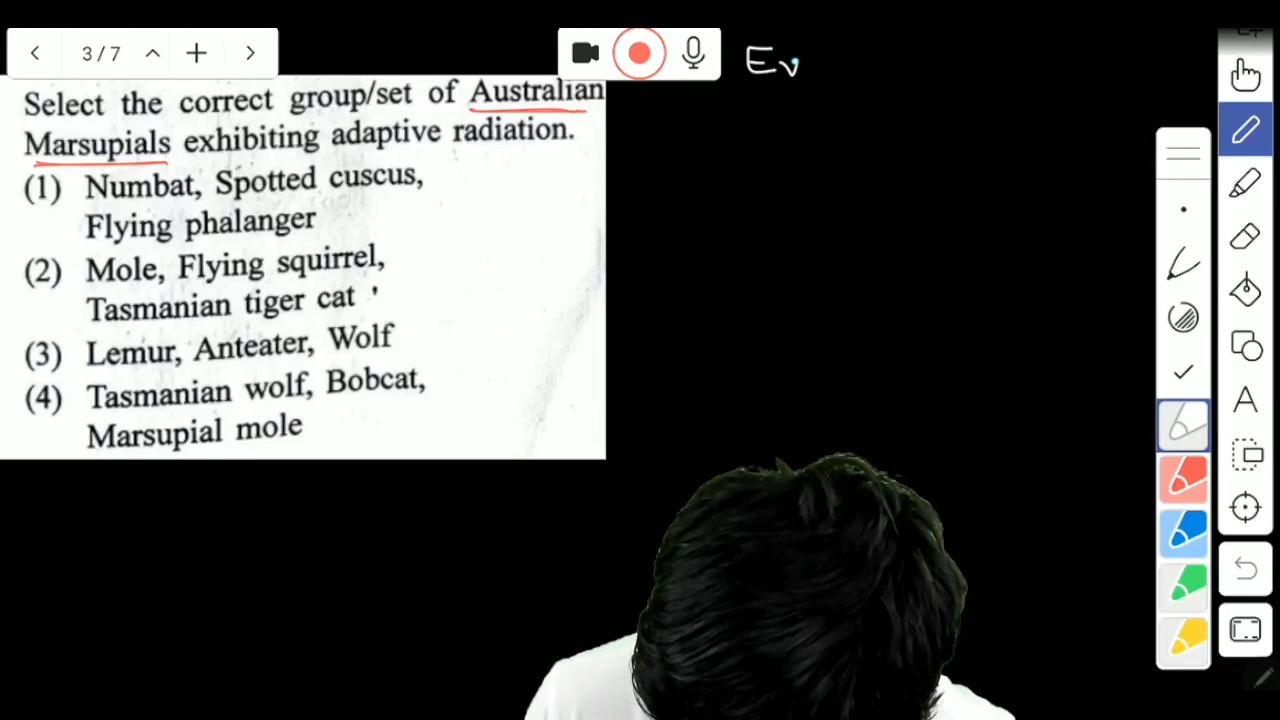 3/7
Ev
Select the correct group/set of Australian
Marsupials exhibiting adaptive radiation.
(1) Numbat, Spotted cuscus,
Flying phalanger
(2) Mole, Flying squirrel,
Tasmanian tiger cat '
(3) Lemur, Anteater, Wolf
(4) Tasmanian wolf, Bobcat,
Marsupial mole